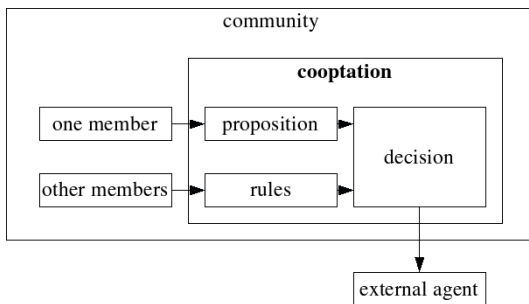 community
cooptation
one member
proposition
decision
other members
rules
external agent